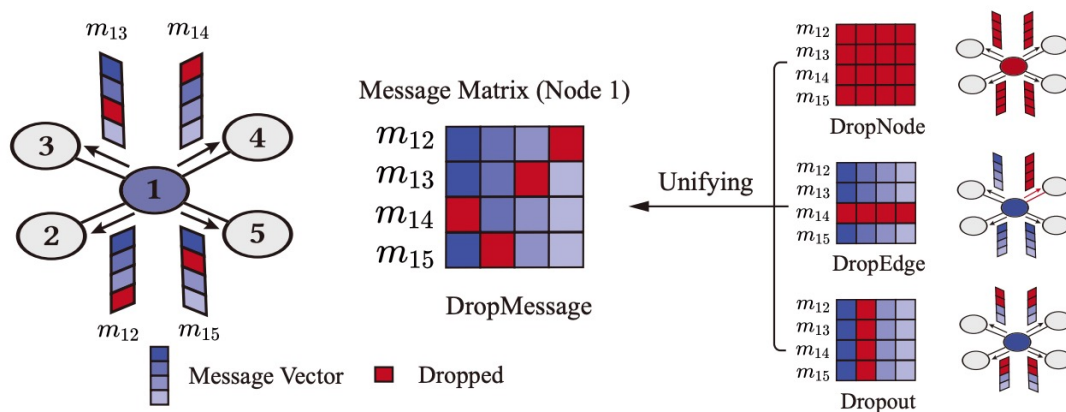 m13
m14
3
4
1
2
5
m12
m15
Message Vector
Dropped
Message Matrix (Node 1)
m12
m13
m14
m15
DropMessage
Unifying
m12
m13
m14
m15
DropNode
m12
m13
m14
m15
DropEdge
m12
m13
m14
m15
Dropout